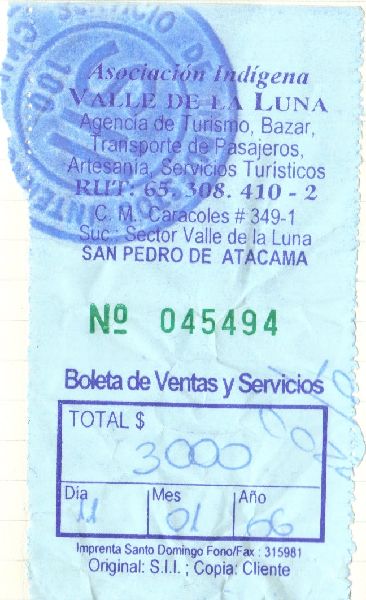 SERVICIO DE
Asociación Indígena
VALLE DE LA LUNA
Agencia de Turismo, Bazar,
Transporte de Pasajeros,
Artesanía, Servicios Turísticos
RUT: 65. 308. 410 - 2
C. M. Caracoles # 349-1
Suc.: Sector Valle de la Luna
SAN PEDRO DE ATACAMA
Nº 045494
Boleta de Ventas y Servicios
TOTAL $
3000
Día Mes Año
11 01 06
Imprenta Santo Domingo Fono/Fax : 315981
Original: S.I.I. ; Copia: Cliente